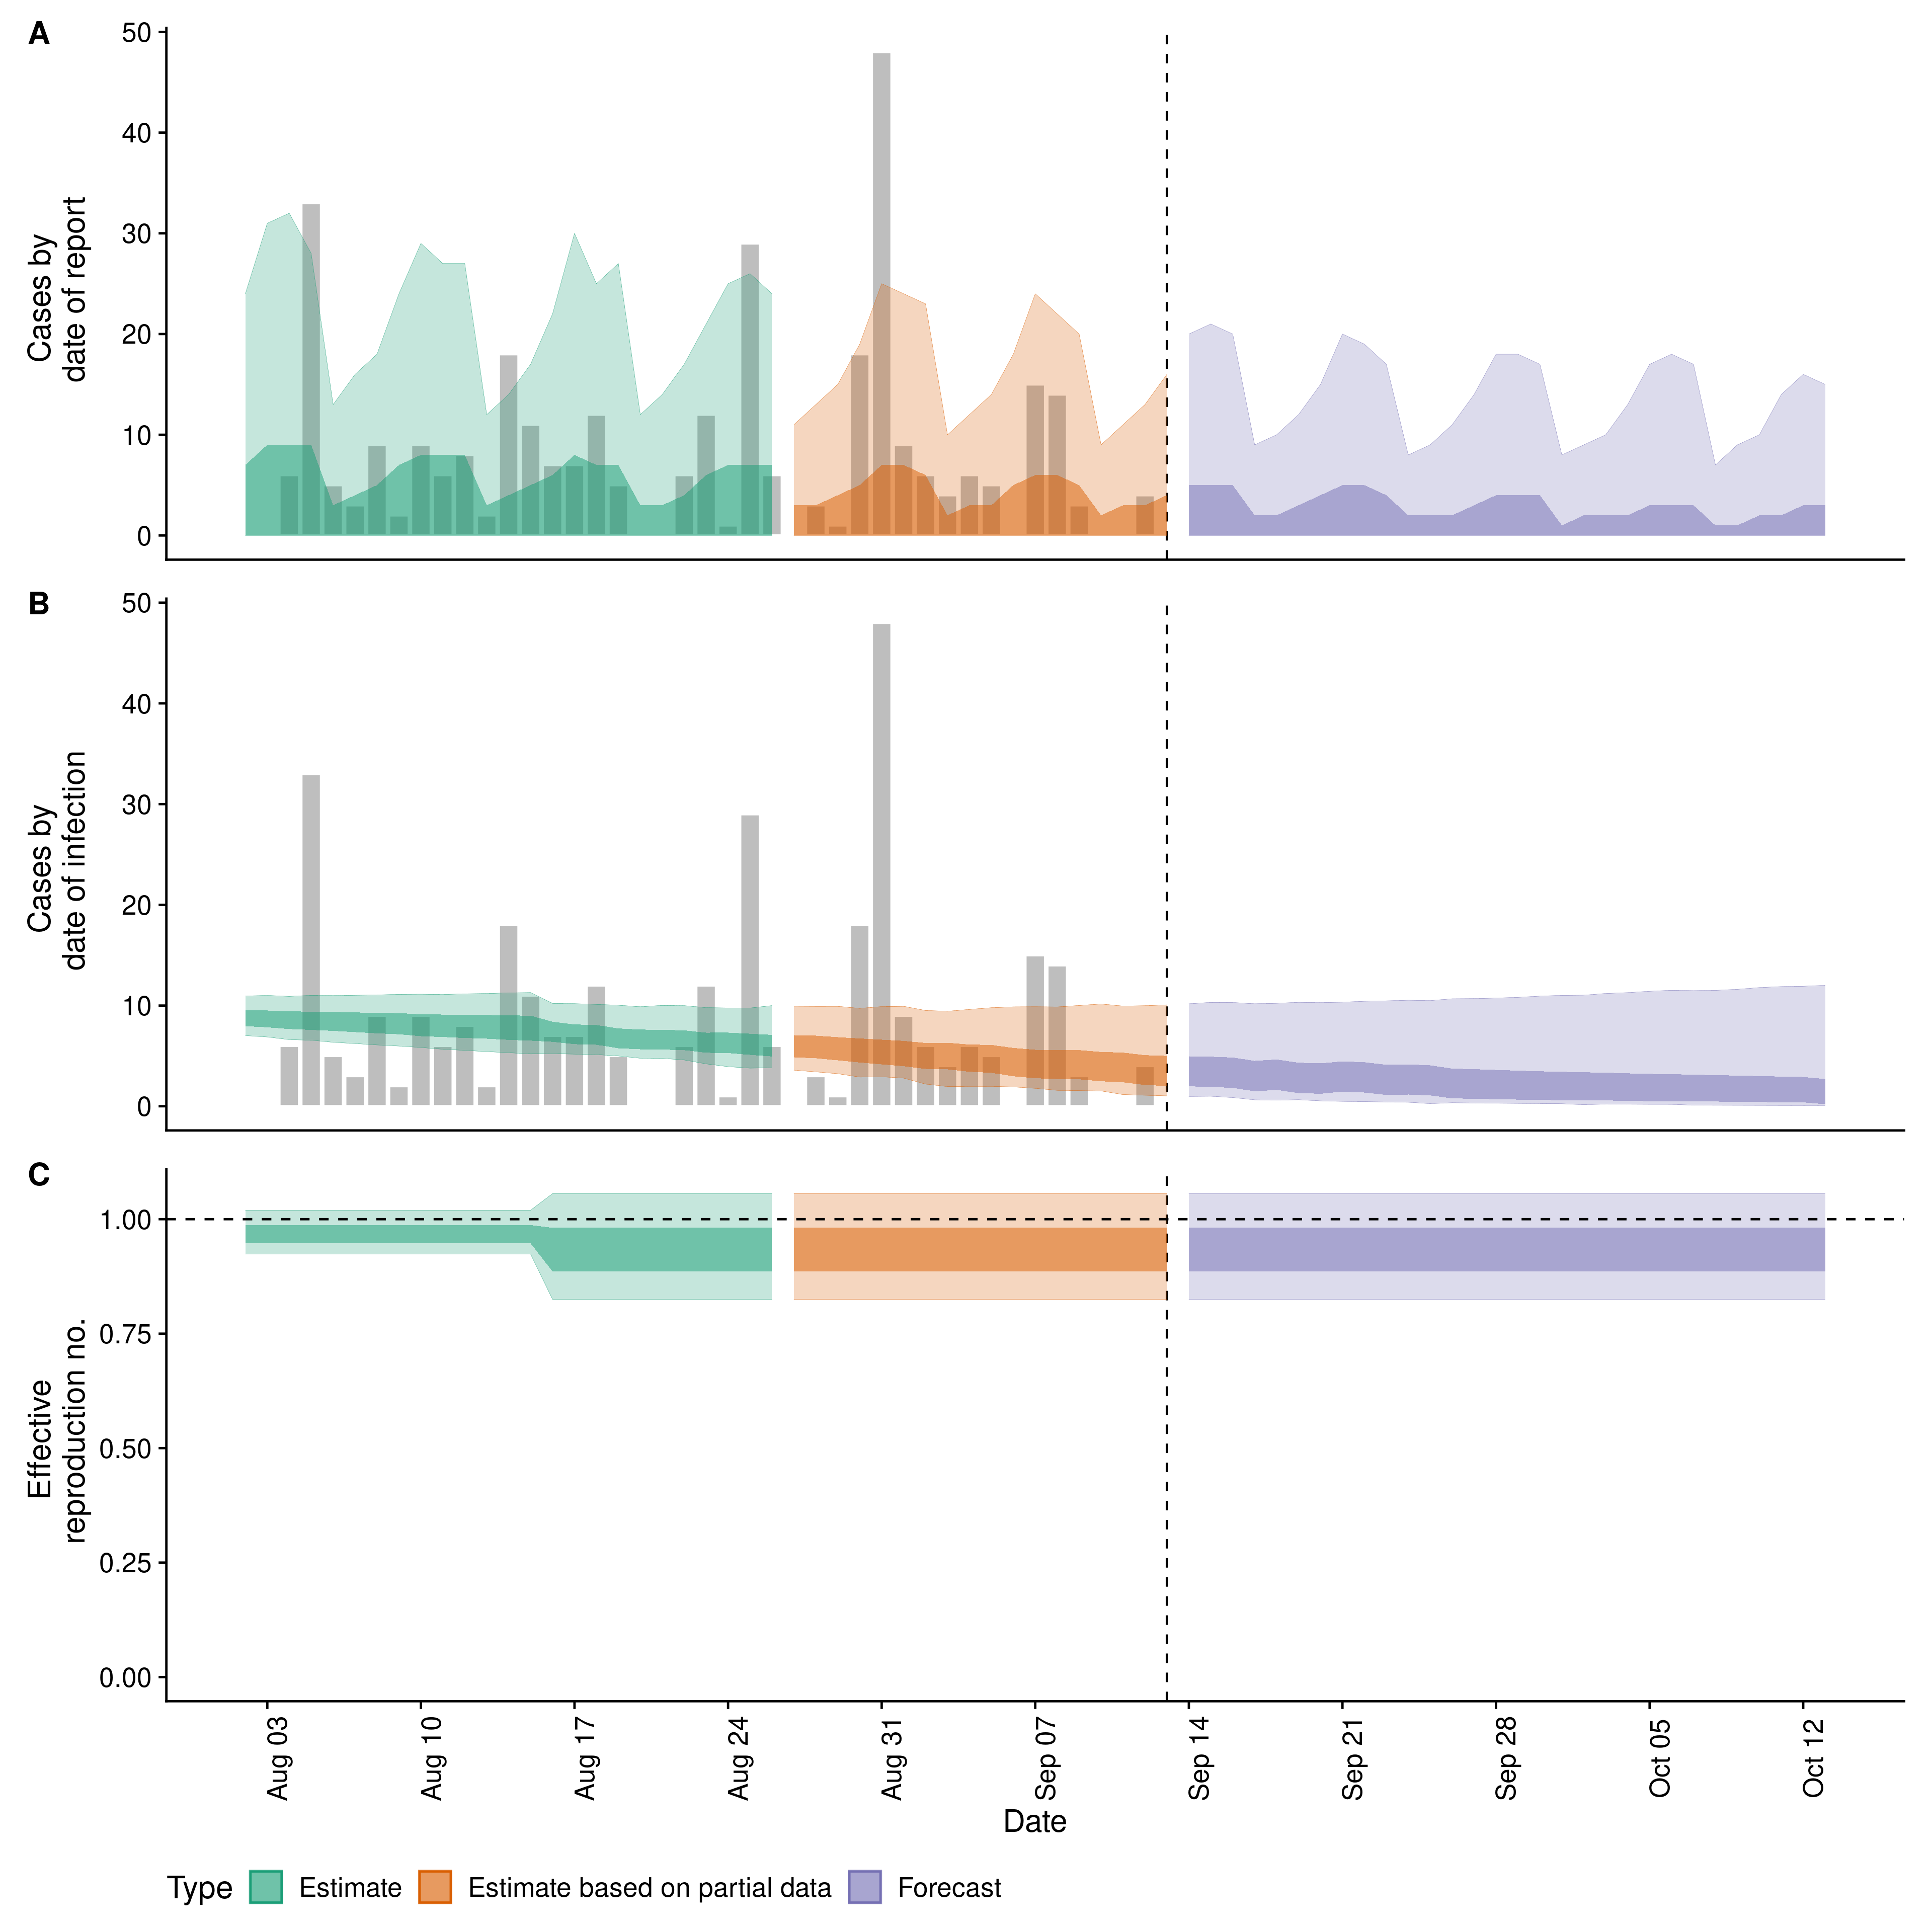 A
50
40
30
20
10
0
Cases by
date of report
B
50
40
30
20
10
0
Cases by
date of infection
C
1.00
0.75
0.50
0.25
0.00
Effective
reproduction no.
Aug 03
Aug 10
Aug 17
Aug 24
Aug 31
Sep 07
Sep 14
Sep 21
Sep 28
Oct 05
Oct 12
Date
Type Estimate Estimate based on partial data Forecast